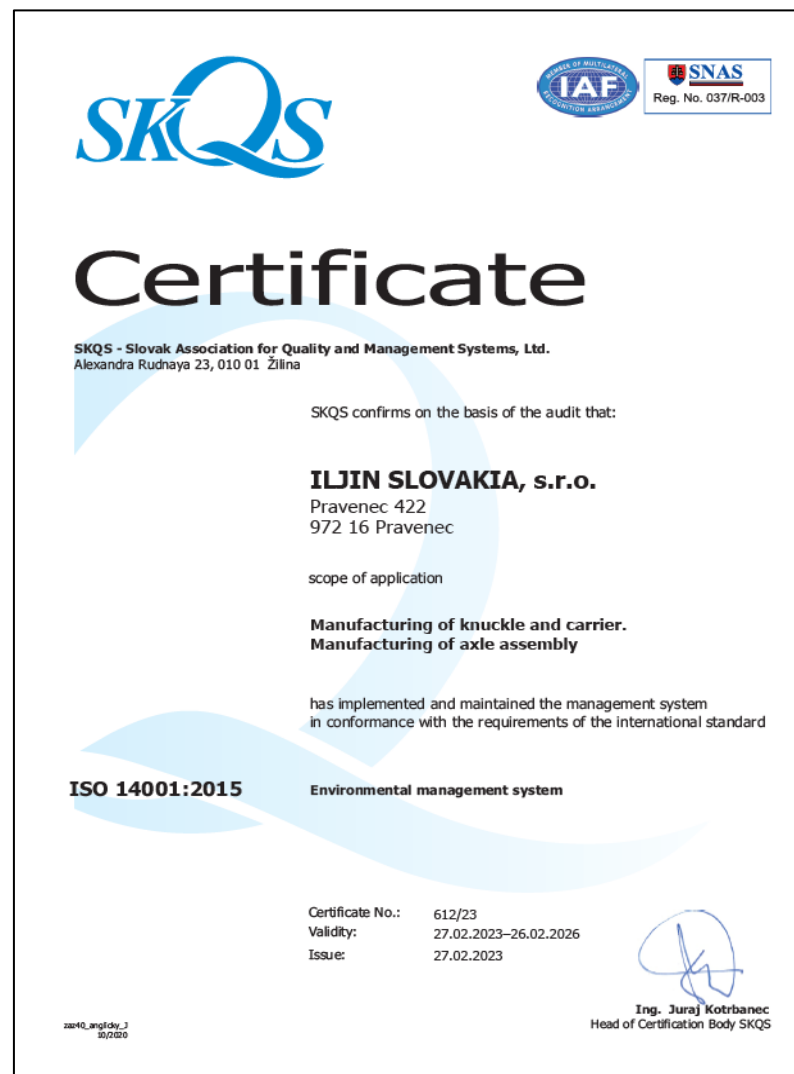 SKQS
MEMBER OF MULTILATERAL
IAF
RECOGNITION ARRANGEMENT
SNAS
Reg. No. 037/R-003
Certificate
SKQS - Slovak Association for Quality and Management Systems, Ltd.
Alexandra Rudnaya 23, 010 01 Žilina
SKQS confirms on the basis of the audit that:
ILJIN SLOVAKIA, s.r.o.
Pravenec 422
972 16 Pravenec
scope of application
Manufacturing of knuckle and carrier.
Manufacturing of axle assembly
has implemented and maintained the management system
in conformance with the requirements of the international standard
ISO 14001:2015 Environmental management system
Certificate No.: 612/23
Validity: 27.02.2023–26.02.2026
Issue: 27.02.2023
Ing. Juraj Kotrbanec
Head of Certification Body SKQS
zaz40_anglicky_J
10/2020